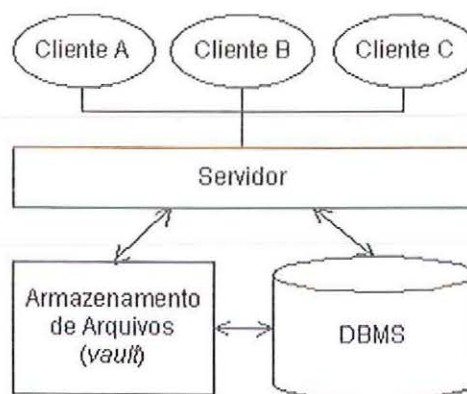 Cliente A
Cliente B
Cliente C
Servidor
Armazenamento
de Arquivos
(vault)
DBMS